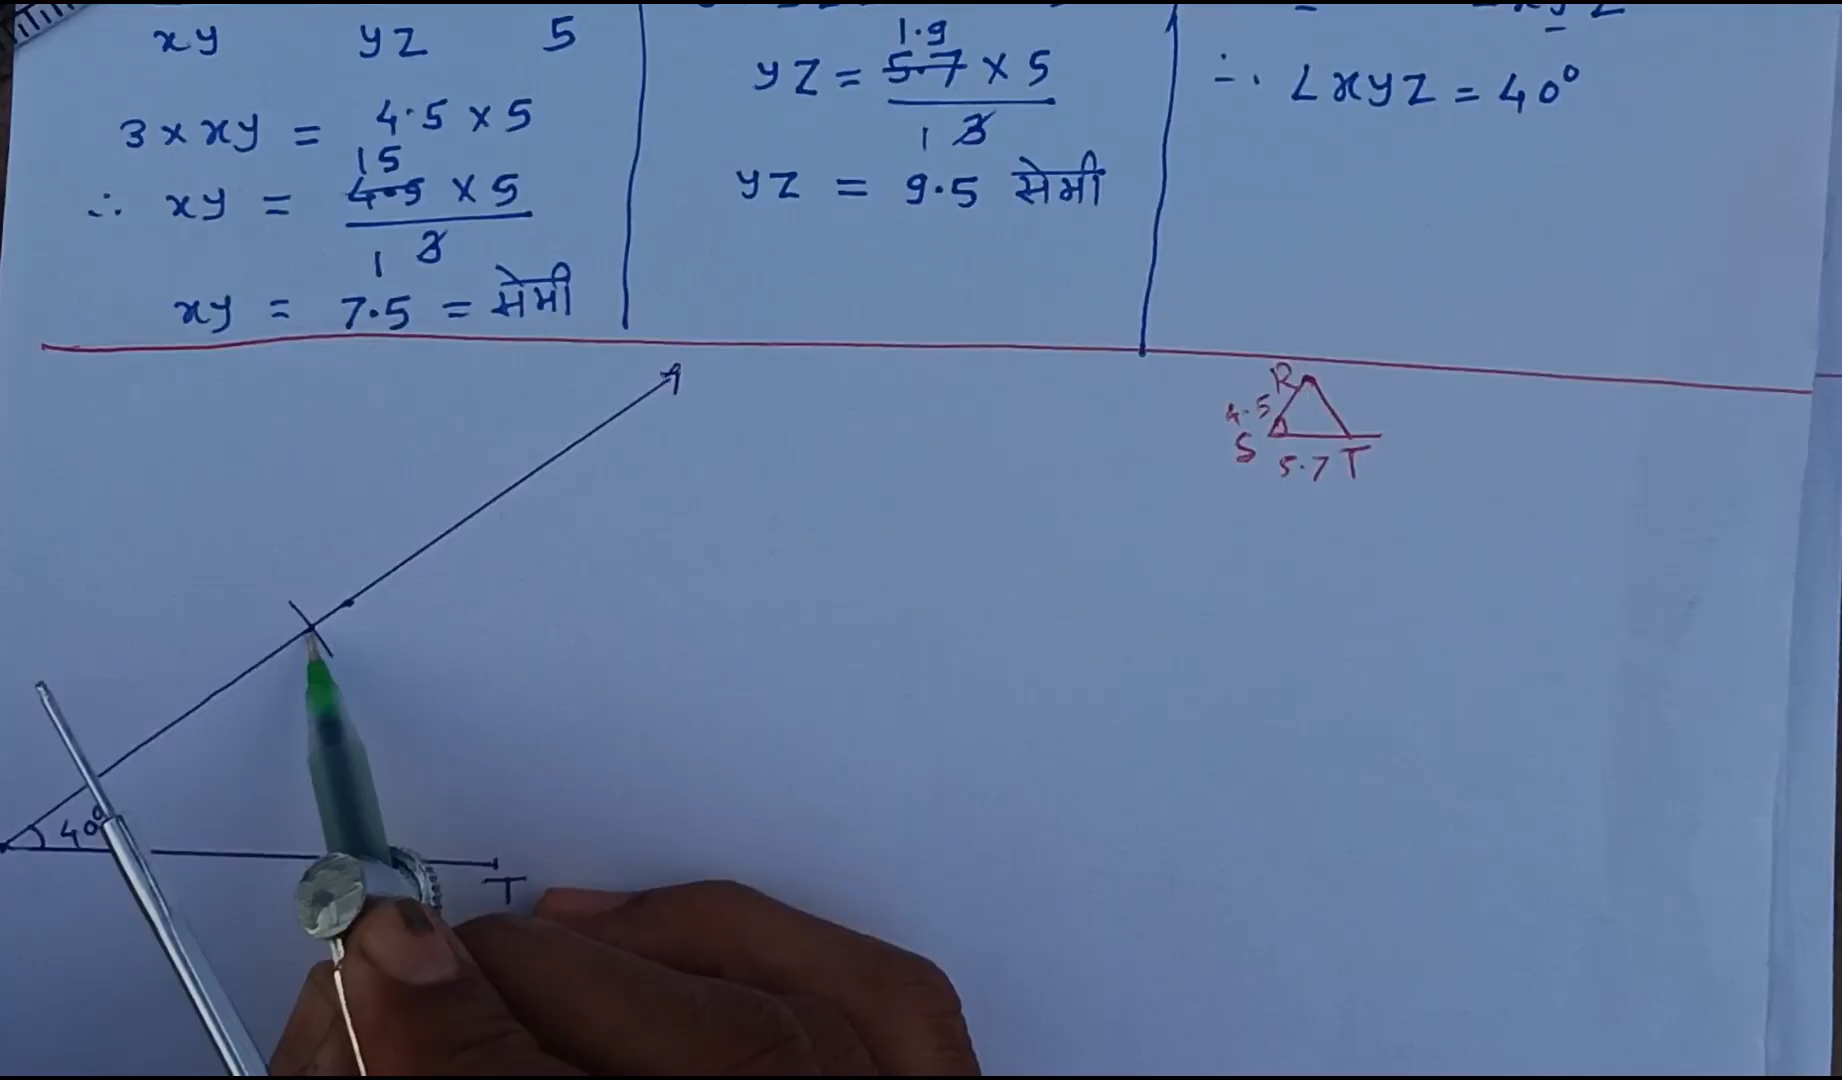 xy yz 5
3 × xy = 4.5 × 5
15
∴ xy = 4.5 × 5
1 3
xy = 7.5 = सेमी
1.9
yz = 5.7 × 5
1 3
yz = 9.5 सेमी
∴ ∠xyz = 40°
R
4.5
S 5.7 T
40°
T